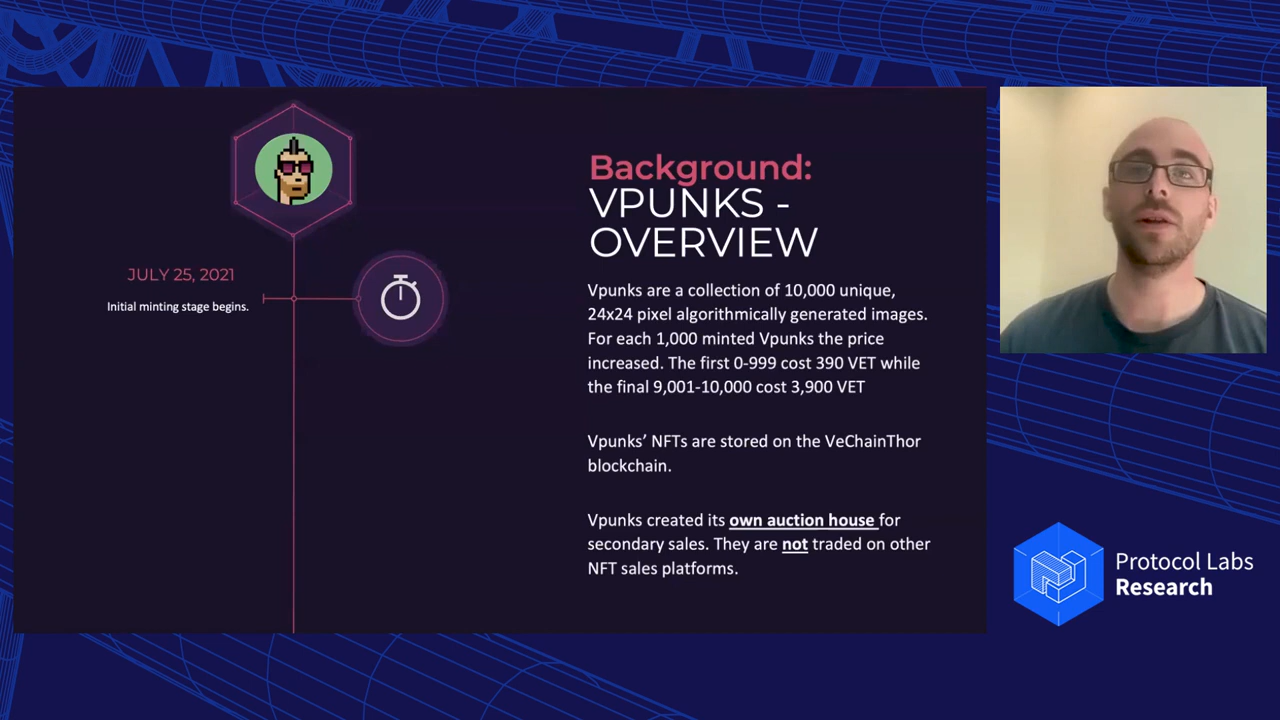 JULY 25, 2021
Initial minting stage begins.
Background:
VPUNKS -
OVERVIEW
Vpunks are a collection of 10,000 unique,
24x24 pixel algorithmically generated images.
For each 1,000 minted Vpunks the price
increased. The first 0-999 cost 390 VET while
the final 9,001-10,000 cost 3,900 VET
Vpunks’ NFTs are stored on the VeChainThor
blockchain.
Vpunks created its own auction house for
secondary sales. They are not traded on other
NFT sales platforms.
Protocol Labs
Research